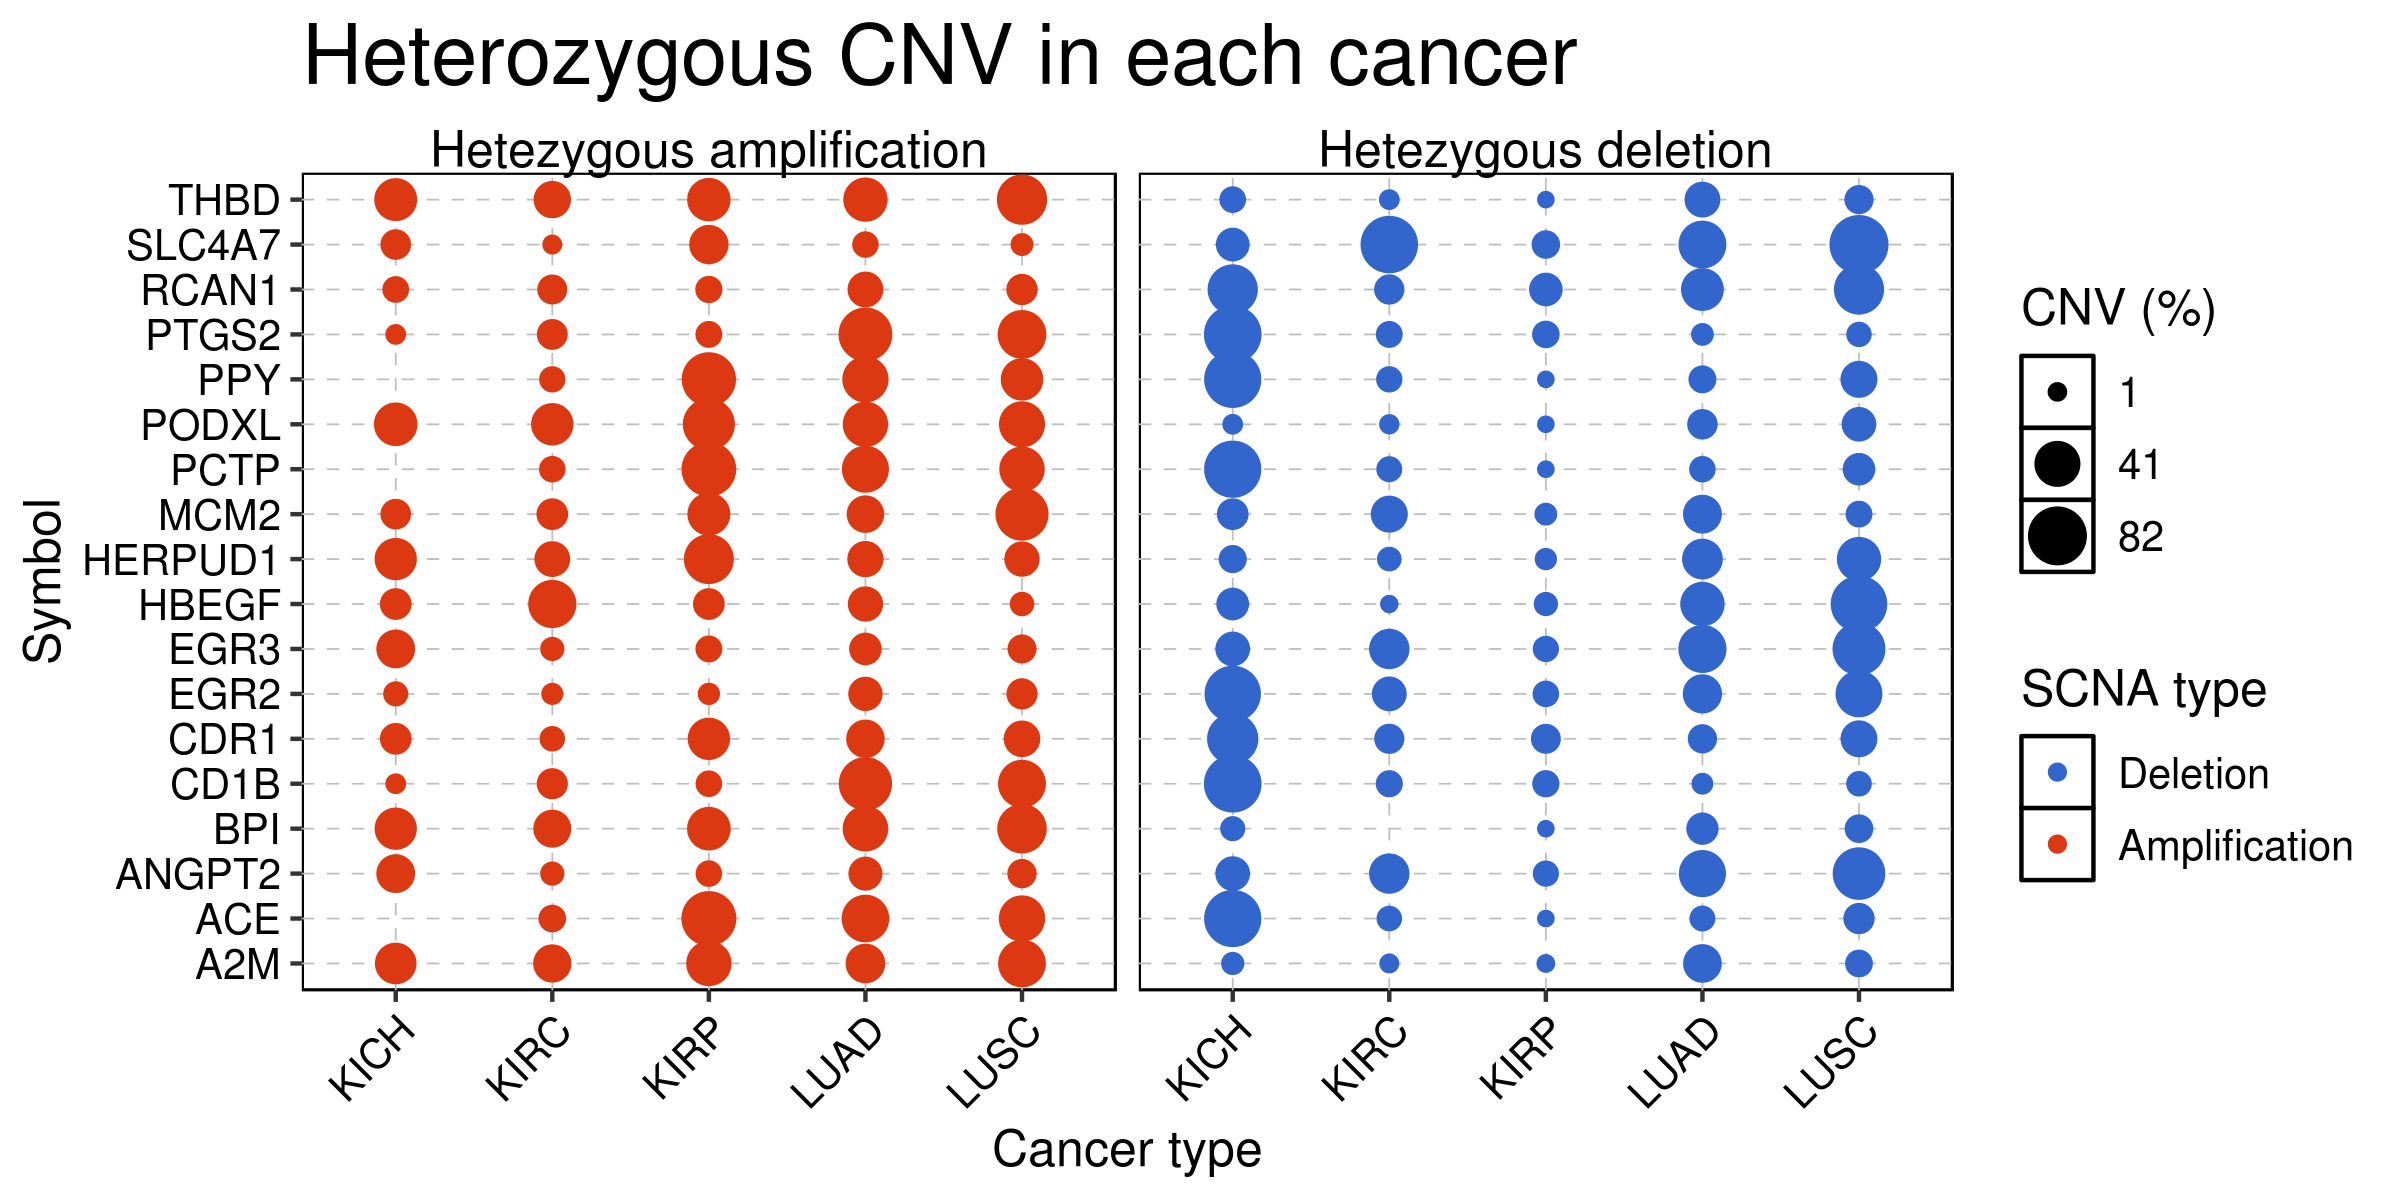 Heterozygous CNV in each cancer
Hetezygous amplification
Hetezygous deletion
Symbol
THBD
SLC4A7
RCAN1
PTGS2
PPY
PODXL
PCTP
MCM2
HERPUD1
HBEGF
EGR3
EGR2
CDR1
CD1B
BPI
ANGPT2
ACE
A2M
KICH
KIRC
KIRP
LUAD
LUSC
KICH
KIRC
KIRP
LUAD
LUSC
Cancer type
CNV (%)
1
41
82
SCNA type
Deletion
Amplification